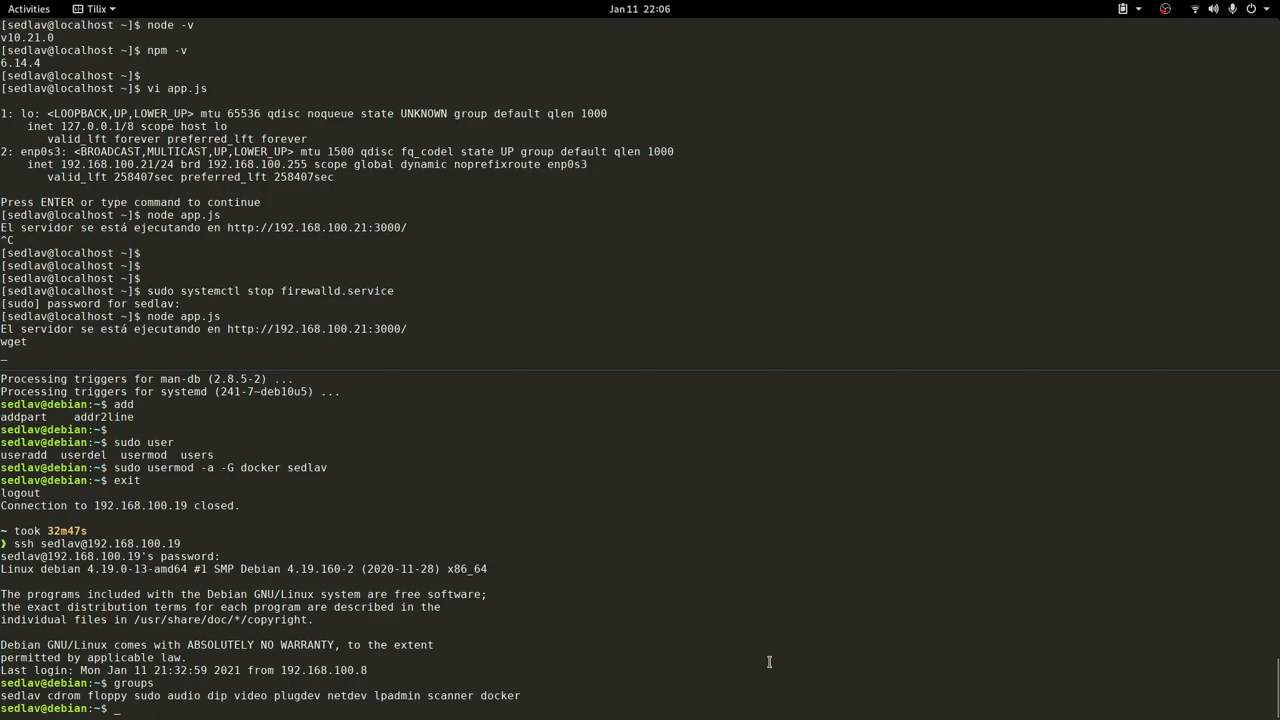 Activities
Tilix
Jan 11 22:06
[sedlav@localhost ~]$ node -v
v10.21.0
[sedlav@localhost ~]$ npm -v
6.14.4
[sedlav@localhost ~]$
[sedlav@localhost ~]$ vi app.js
1: lo: <LOOPBACK,UP,LOWER_UP> mtu 65536 qdisc noqueue state UNKNOWN group default qlen 1000
inet 127.0.0.1/8 scope host lo
valid_lft forever preferred_lft forever
2: enp0s3: <BROADCAST,MULTICAST,UP,LOWER_UP> mtu 1500 qdisc fq_codel state UP group default qlen 1000
inet 192.168.100.21/24 brd 192.168.100.255 scope global dynamic noprefixroute enp0s3
valid_lft 258407sec preferred_lft 258407sec
Press ENTER or type command to continue
[sedlav@localhost ~]$ node app.js
El servidor se está ejecutando en http://192.168.100.21:3000/
^C
[sedlav@localhost ~]$
[sedlav@localhost ~]$
[sedlav@localhost ~]$
[sedlav@localhost ~]$ sudo systemctl stop firewalld.service
[sudo] password for sedlav:
[sedlav@localhost ~]$ node app.js
El servidor se está ejecutando en http://192.168.100.21:3000/
wget
_
Processing triggers for man-db (2.8.5-2) ...
Processing triggers for systemd (241-7~deb10u5) ...
sedlav@debian:~$ add
addpart addr2line
sedlav@debian:~$
sedlav@debian:~$ sudo user
useradd userdel usermod users
sedlav@debian:~$ sudo usermod -a -G docker sedlav
sedlav@debian:~$ exit
logout
Connection to 192.168.100.19 closed.
~ took 32m47s
❯ ssh sedlav@192.168.100.19
sedlav@192.168.100.19's password:
Linux debian 4.19.0-13-amd64 #1 SMP Debian 4.19.160-2 (2020-11-28) x86_64
The programs included with the Debian GNU/Linux system are free software;
the exact distribution terms for each program are described in the
individual files in /usr/share/doc/*/copyright.
Debian GNU/Linux comes with ABSOLUTELY NO WARRANTY, to the extent
permitted by applicable law.
Last login: Mon Jan 11 21:32:59 2021 from 192.168.100.8
sedlav@debian:~$ groups
sedlav cdrom floppy sudo audio dip video plugdev netdev lpadmin scanner docker
sedlav@debian:~$ _